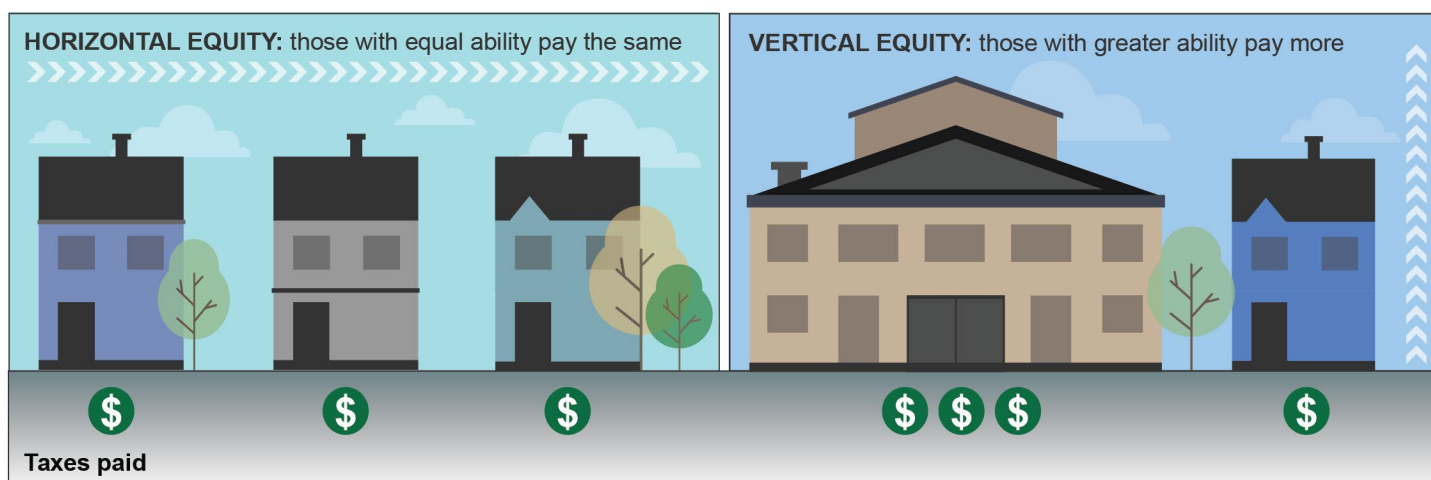 HORIZONTAL EQUITY: those with equal ability pay the same
VERTICAL EQUITY: those with greater ability pay more
$ $ $ $ $ $ $
Taxes paid